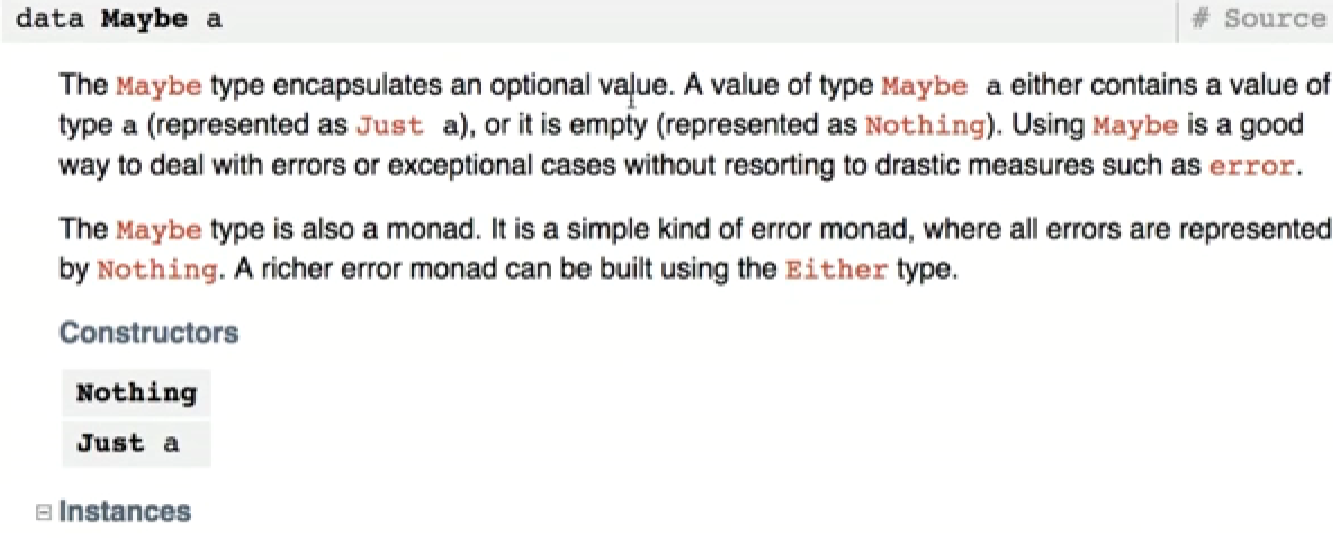 data Maybe a # Source
The Maybe type encapsulates an optional value. A value of type Maybe a either contains a value of
type a (represented as Just a), or it is empty (represented as Nothing). Using Maybe is a good
way to deal with errors or exceptional cases without resorting to drastic measures such as error.
The Maybe type is also a monad. It is a simple kind of error monad, where all errors are represented
by Nothing. A richer error monad can be built using the Either type.
Constructors
Nothing
Just a
Instances